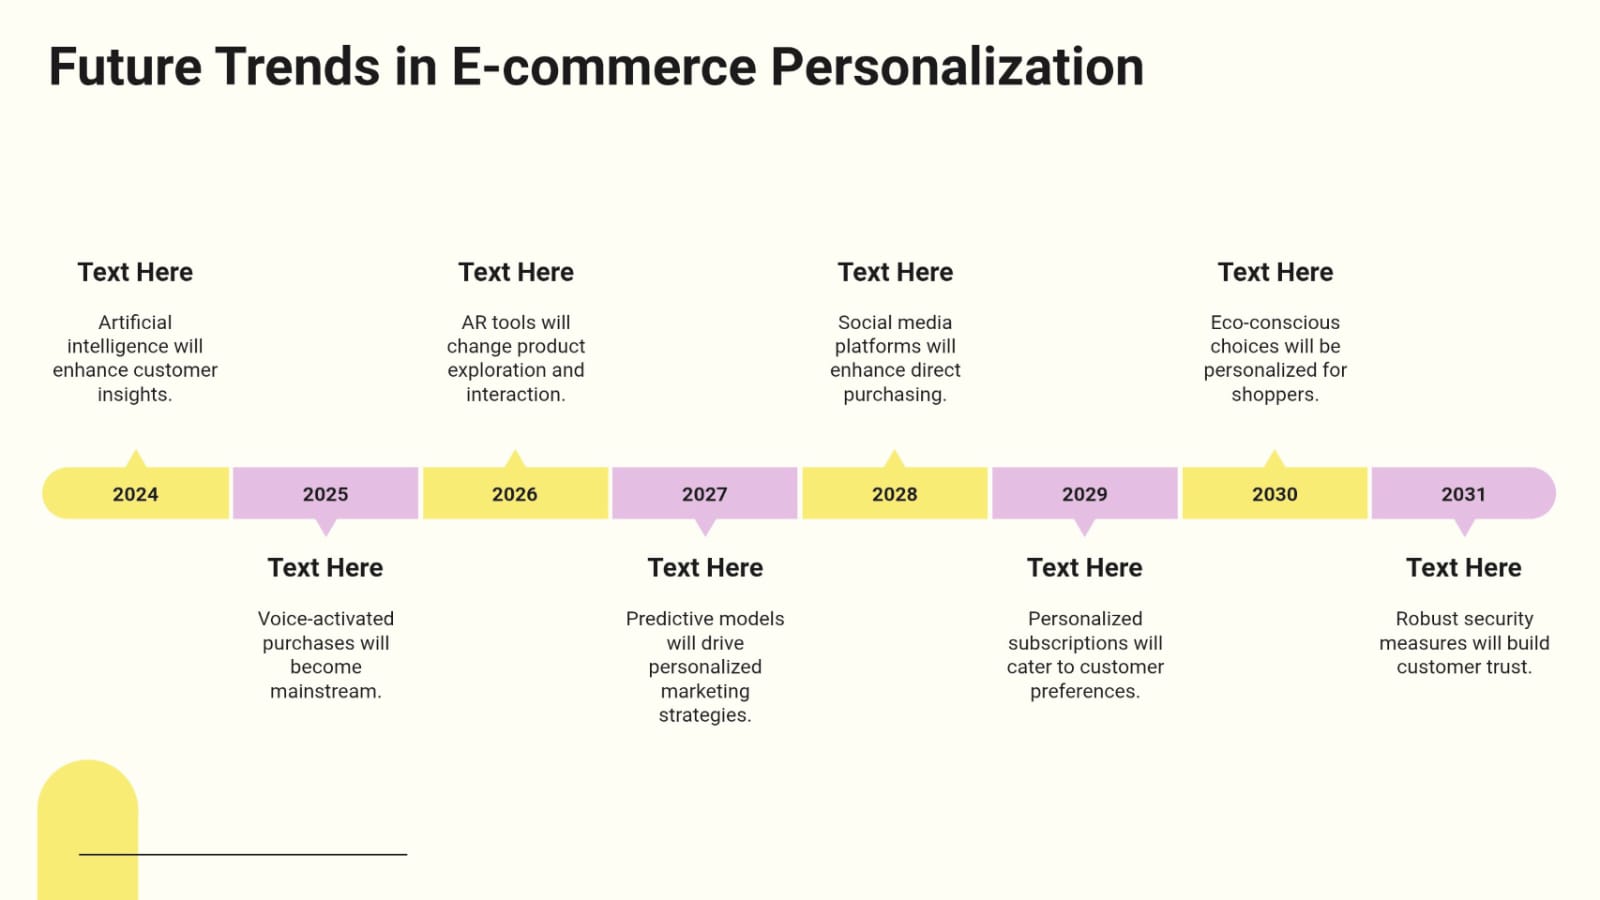 Future Trends in E-commerce Personalization
Text Here
Artificial
intelligence will
enhance customer
insights.
Text Here
AR tools will
change product
exploration and
interaction.
Text Here
Social media
platforms will
enhance direct
purchasing.
Text Here
Eco-conscious
choices will be
personalized for
shoppers.
2024
2025
2026
2027
2028
2029
2030
2031
Text Here
Voice-activated
purchases will
become
mainstream.
Text Here
Predictive models
will drive
personalized
marketing
strategies.
Text Here
Personalized
subscriptions will
cater to customer
preferences.
Text Here
Robust security
measures will build
customer trust.